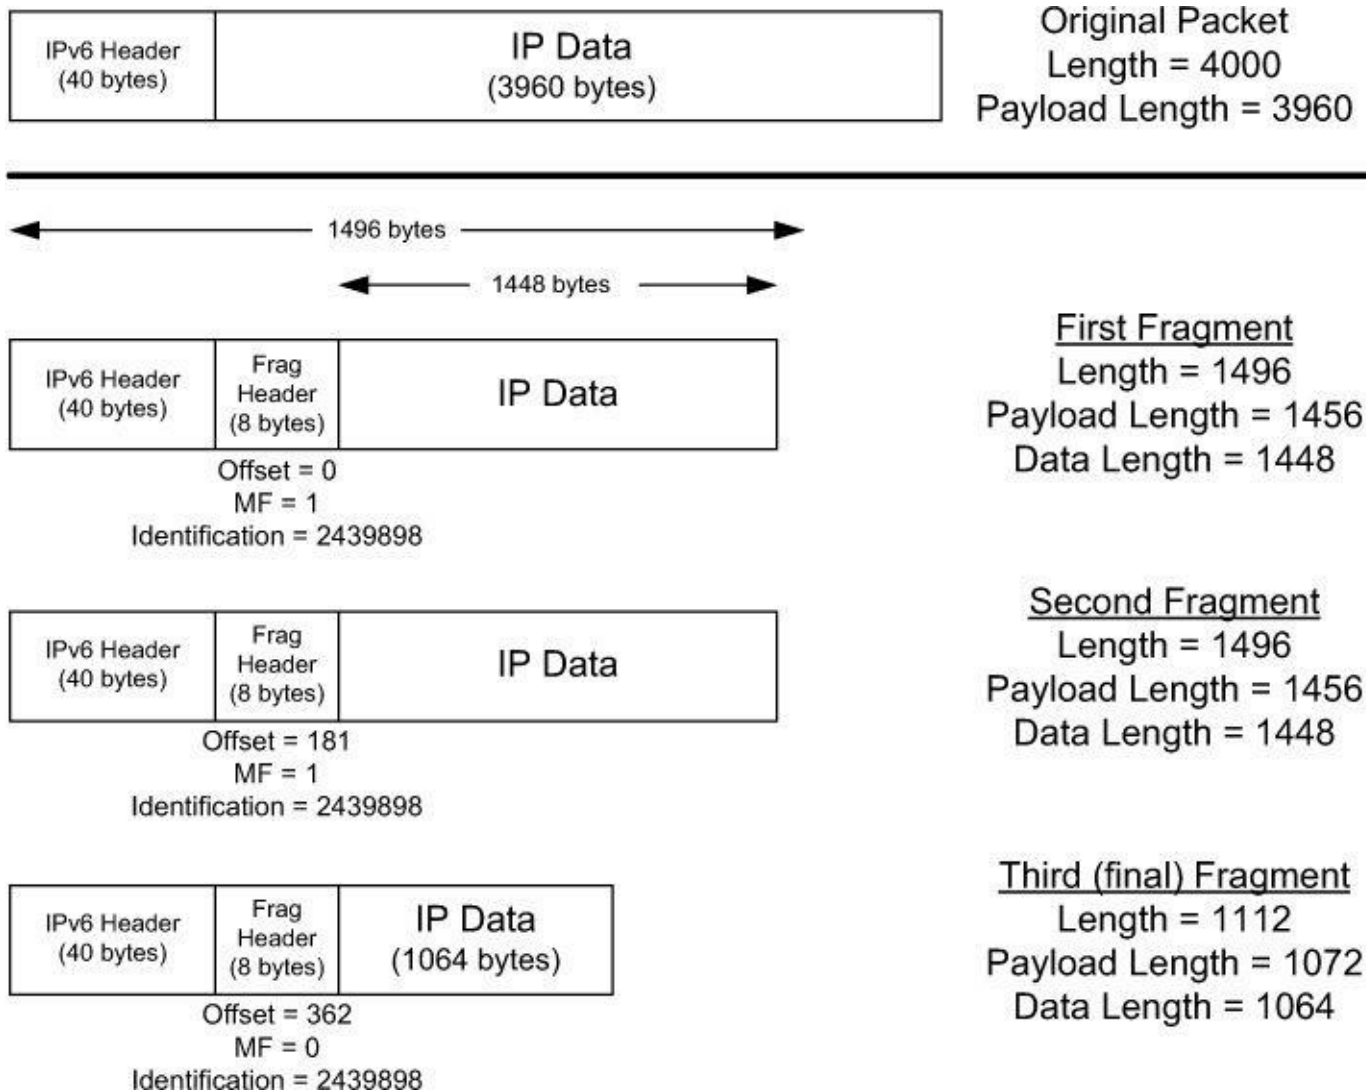 IPv6 Header
(40 bytes)
IP Data
(3960 bytes)
Original Packet
Length = 4000
Payload Length = 3960
1496 bytes
1448 bytes
IPv6 Header
(40 bytes)
Frag
Header
(8 bytes)
IP Data
Offset = 0
MF = 1
Identification = 2439898
First Fragment
Length = 1496
Payload Length = 1456
Data Length = 1448
IPv6 Header
(40 bytes)
Frag
Header
(8 bytes)
IP Data
Offset = 181
MF = 1
Identification = 2439898
Second Fragment
Length = 1496
Payload Length = 1456
Data Length = 1448
IPv6 Header
(40 bytes)
Frag
Header
(8 bytes)
IP Data
(1064 bytes)
Offset = 362
MF = 0
Identification = 2439898
Third (final) Fragment
Length = 1112
Payload Length = 1072
Data Length = 1064